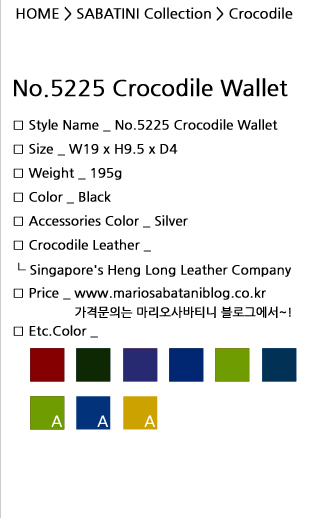 HOME > SABATINI Collection > Crocodile
No.5225 Crocodile Wallet
□ Style Name _ No.5225 Crocodile Wallet
□ Size _ W19 x H9.5 x D4
□ Weight _ 195g
□ Color _ Black
□ Accessories Color _ Silver
□ Crocodile Leather _
└ Singapore's Heng Long Leather Company
□ Price _ www.mariosabataniblog.co.kr
가격문의는 마리오사바티니 블로그에서~!
□ Etc.Color _
A A A